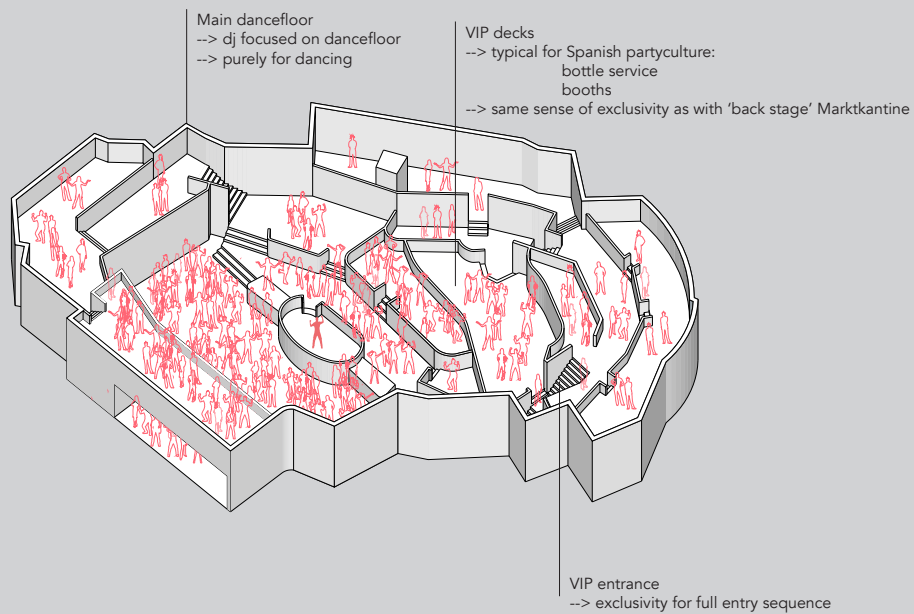 Main dancefloor
--> dj focused on dancefloor
--> purely for dancing
VIP decks
--> typical for Spanish partyculture:
bottle service
booths
--> same sense of exclusivity as with ‘back stage’ Marktkantine
VIP entrance
--> exclusivity for full entry sequence